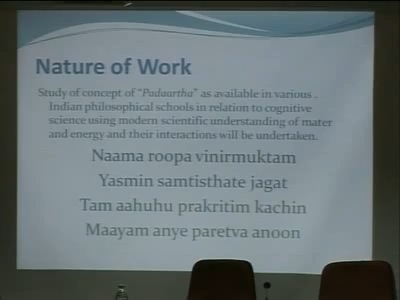 Nature of Work
Study of concept of "Padaartha" as available in various .
Indian philosophical schools in relation to cognitive
science using modern scientific understanding of mater
and energy and their interactions will be undertaken.
Naama roopa vinirmuktam
Yasmin samtisthate jagat
Tam aahuhu prakritim kachin
Maayam anye paretva anoon